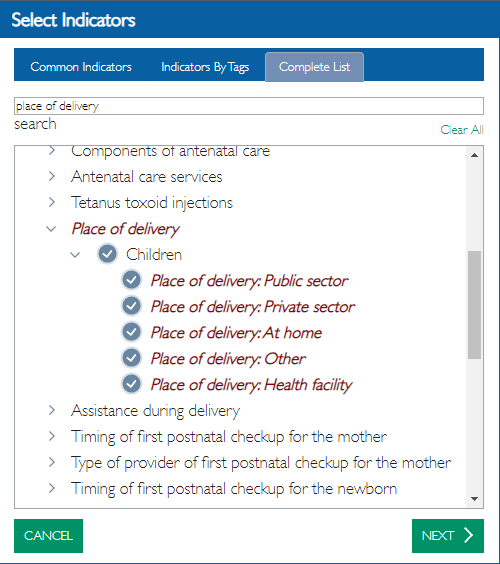 Select Indicators
Common Indicators Indicators By Tags Complete List
place of delivery
search
Clear All
Components of antenatal care
Antenatal care services
Tetanus toxoid injections
Place of delivery
Children
Place of delivery: Public sector
Place of delivery: Private sector
Place of delivery: At home
Place of delivery: Other
Place of delivery: Health facility
Assistance during delivery
Timing of first postnatal checkup for the mother
Type of provider of first postnatal checkup for the mother
Timing of first postnatal checkup for the newborn
CANCEL NEXT